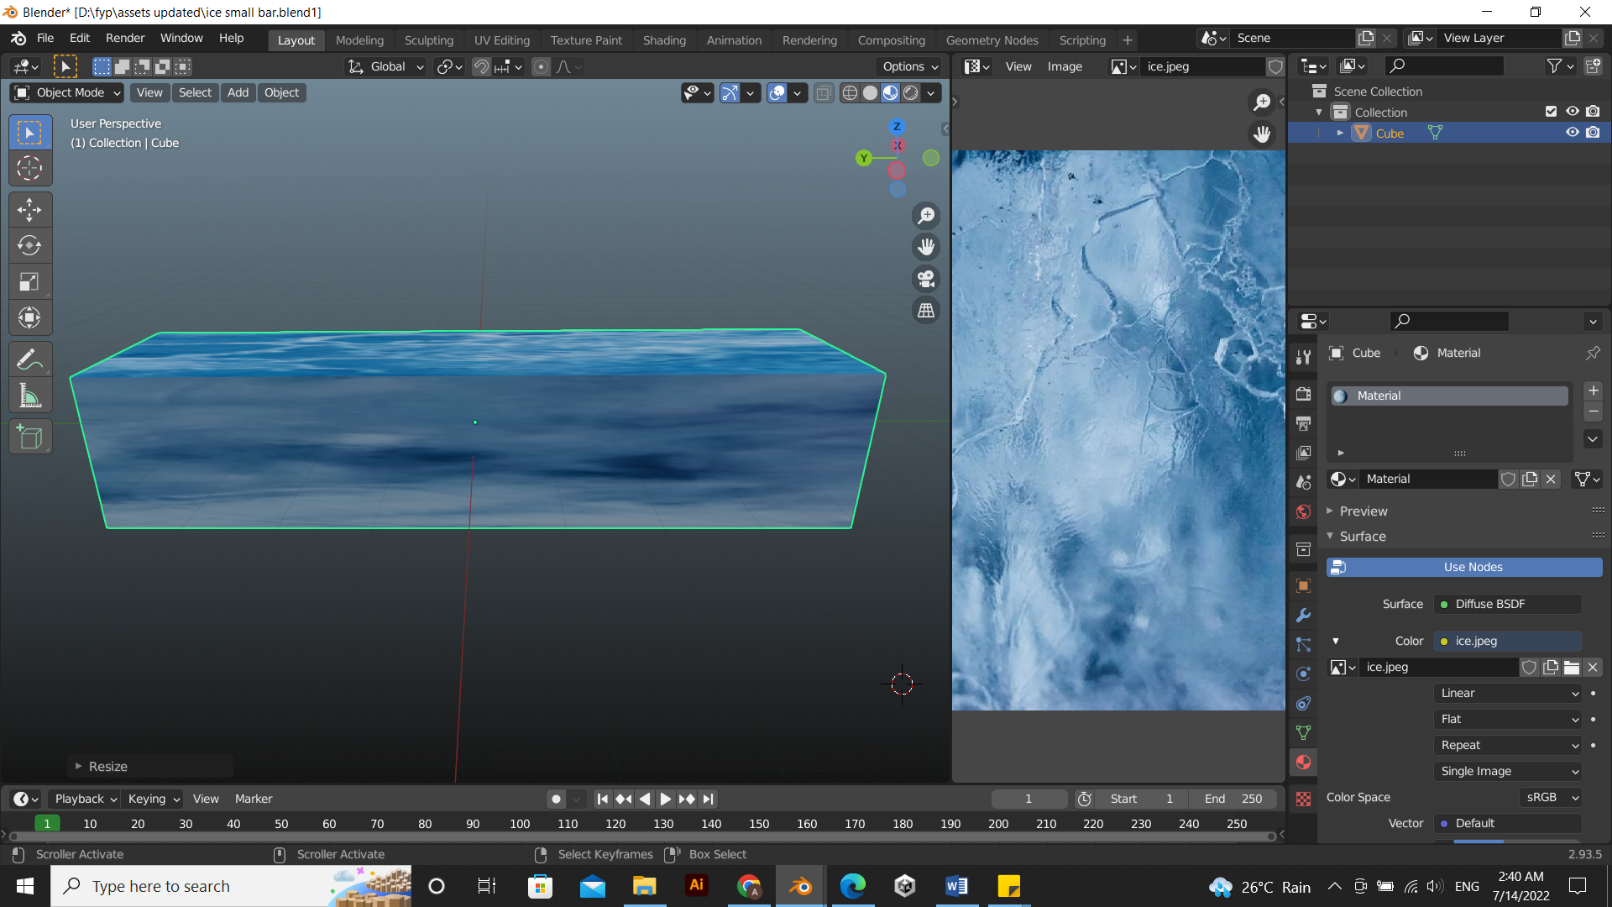 Blender* [D:\fyp\assets updated\ice small bar.blend1]
File Edit Render Window Help Layout Modeling Sculpting UV Editing Texture Paint Shading Animation Rendering Compositing Geometry Nodes Scripting + Scene View Layer
Global Options View Image ice.jpeg
Object Mode View Select Add Object
User Perspective
(1) Collection | Cube
Z
X
Y
Scene Collection
Collection
Cube
Cube Material
Material
Material
Preview
Surface
Use Nodes
Surface Diffuse BSDF
Color ice.jpeg
ice.jpeg
Linear
Flat
Repeat
Single Image
Color Space sRGB
Vector Default
Resize
Playback Keying View Marker 1 Start 1 End 250
1 10 20 30 40 50 60 70 80 90 100 110 120 130 140 150 160 170 180 190 200 210 220 230 240 250
Scroller Activate Scroller Activate Select Keyframes Box Select 2.93.5
Type here to search Ai A W 26°C Rain ENG 2:40 AM
7/14/2022